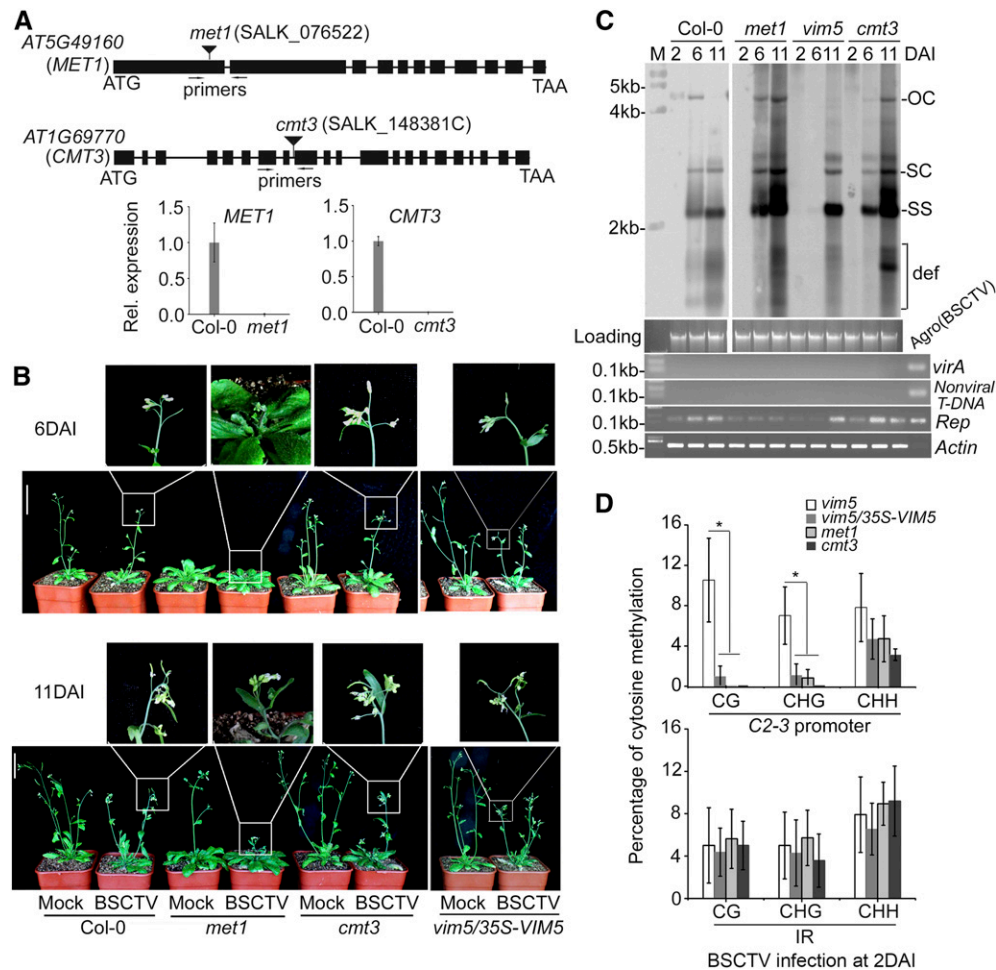 A
met1 (SALK_076522)
AT5G49160
(MET1)
ATG
primers
TAA
cmt3 (SALK_148381C)
AT1G69770
(CMT3)
ATG
primers
TAA
Rel. expression
1.5
1.0
0.5
0
MET1
Col-0 met1
1.5
1.0
0.5
0
CMT3
Col-0 cmt3
B
6DAI
11DAI
Mock BSCTV Mock BSCTV Mock BSCTV Mock BSCTV
Col-0 met1 cmt3 vim5/35S-VIM5
C
Col-0 met1 vim5 cmt3
M 2 6 11 2 6 11 2 6 11 2 6 11 DAI
5kb
4kb
2kb
OC
SC
SS
def
Agro(BSCTV)
Loading
0.1kb virA
0.1kb Nonviral
T-DNA
0.1kb Rep
0.5kb Actin
D
vim5
vim5/35S-VIM5
met1
cmt3
Percentage of cytosine methylation
16
12
8
4
0
* *
CG CHG CHH
C2-3 promoter
16
12
8
4
0
CG CHG CHH
IR
BSCTV infection at 2DAI